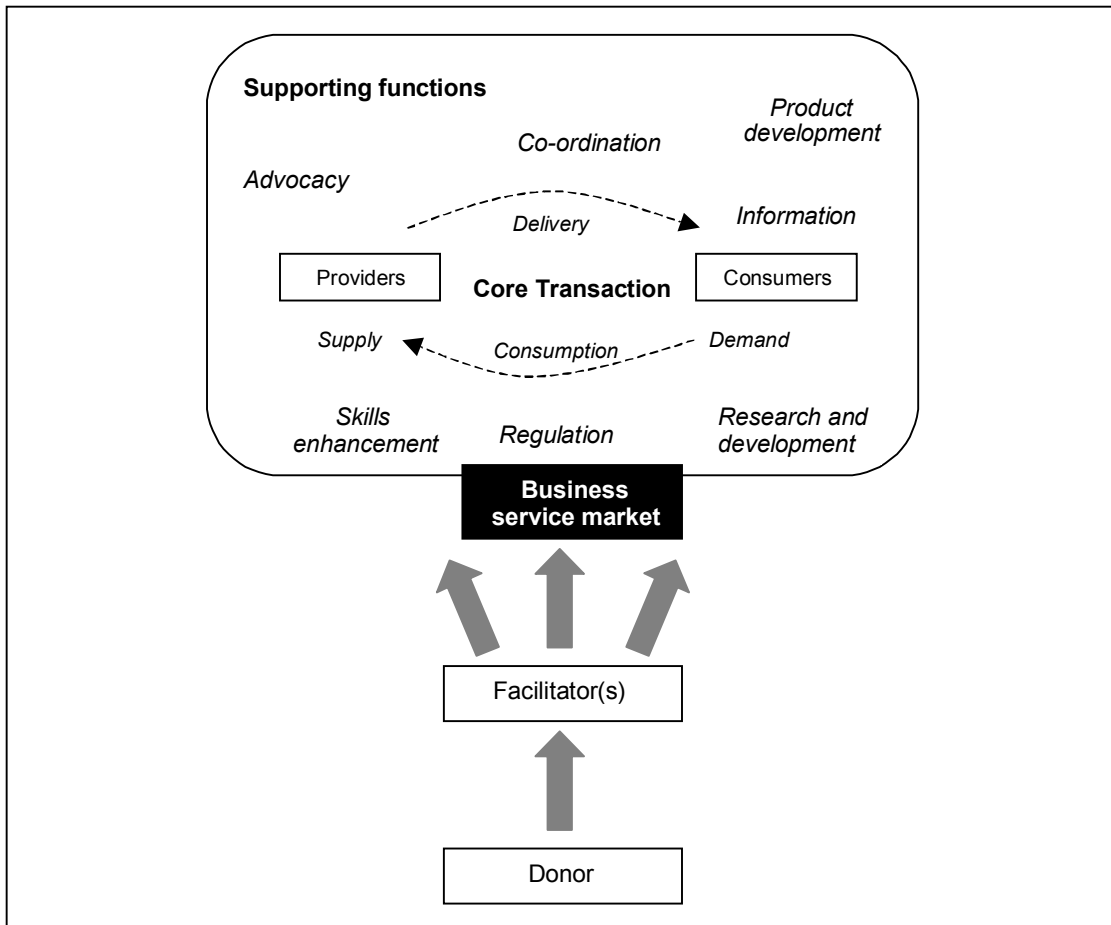 Supporting functions
Product
development
Co-ordination
Advocacy
Information
Delivery
Providers
Core Transaction
Consumers
Supply
Consumption
Demand
Skills
enhancement
Regulation
Research and
development
Business
service market
Facilitator(s)
Donor